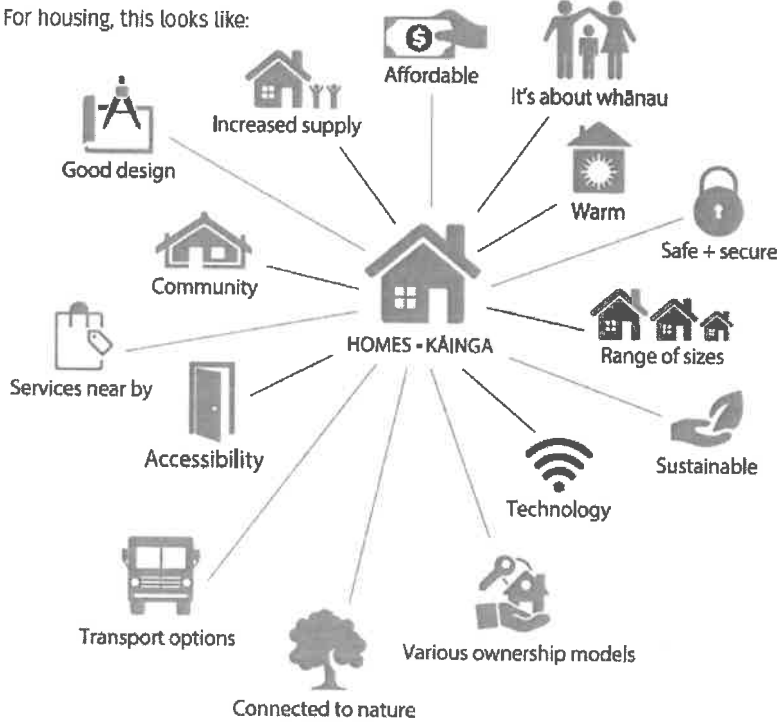 For housing, this looks like:
Affordable
It's about whānau
Increased supply
Good design
Warm
Safe + secure
Community
HOMES - KĀINGA
Range of sizes
Services near by
Accessibility
Sustainable
Technology
Transport options
Various ownership models
Connected to nature